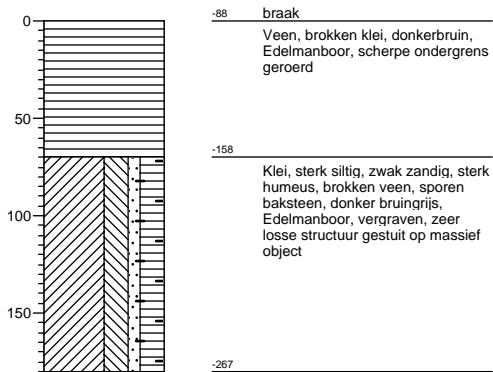 0
-88
braak
Veen, brokken klei, donkerbruin,
Edelmanboor, scherpe ondergrens
geroerd
50
-158
Klei, sterk siltig, zwak zandig, sterk
humeus, brokken veen, sporen
baksteen, donker bruingrijs,
Edelmanboor, vergraven, zeer
losse structuur gestuit op massief
object
100
150
-267